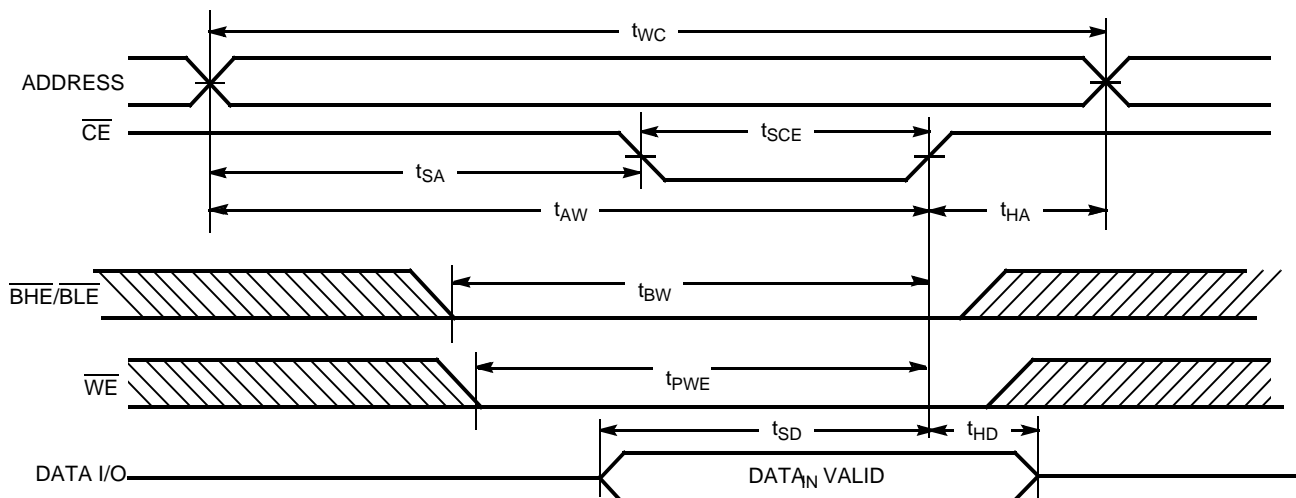 tWC
ADDRESS
CE
tSCE
tSA
tAW
tHA
BHE/BLE
tBW
WE
tPWE
tSD
tHD
DATA I/O
DATAIN VALID